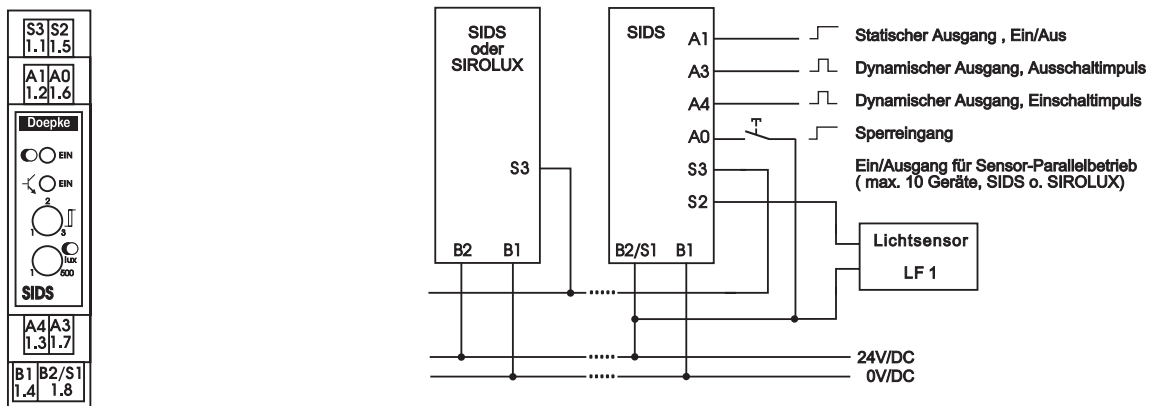 S3 S2
1.1 1.5
A1 A0
1.2 1.6
Doepke
EIN
EIN
2
1 3
lux
1 500
SIDS
A4 A3
1.3 1.7
B1 B2/S1
1.4 1.8
SIDS
oder
SIROLUX
S3
B2 B1
SIDS
A1
A3
A4
A0
S3
S2
B2/S1 B1
Statischer Ausgang , Ein/Aus
Dynamischer Ausgang, Ausschaltimpuls
Dynamischer Ausgang, Einschaltimpuls
Sperreingang
Ein/Ausgang für Sensor-Parallelbetrieb
( max. 10 Geräte, SIDS o. SIROLUX)
Lichtsensor
LF 1
24V/DC
0V/DC